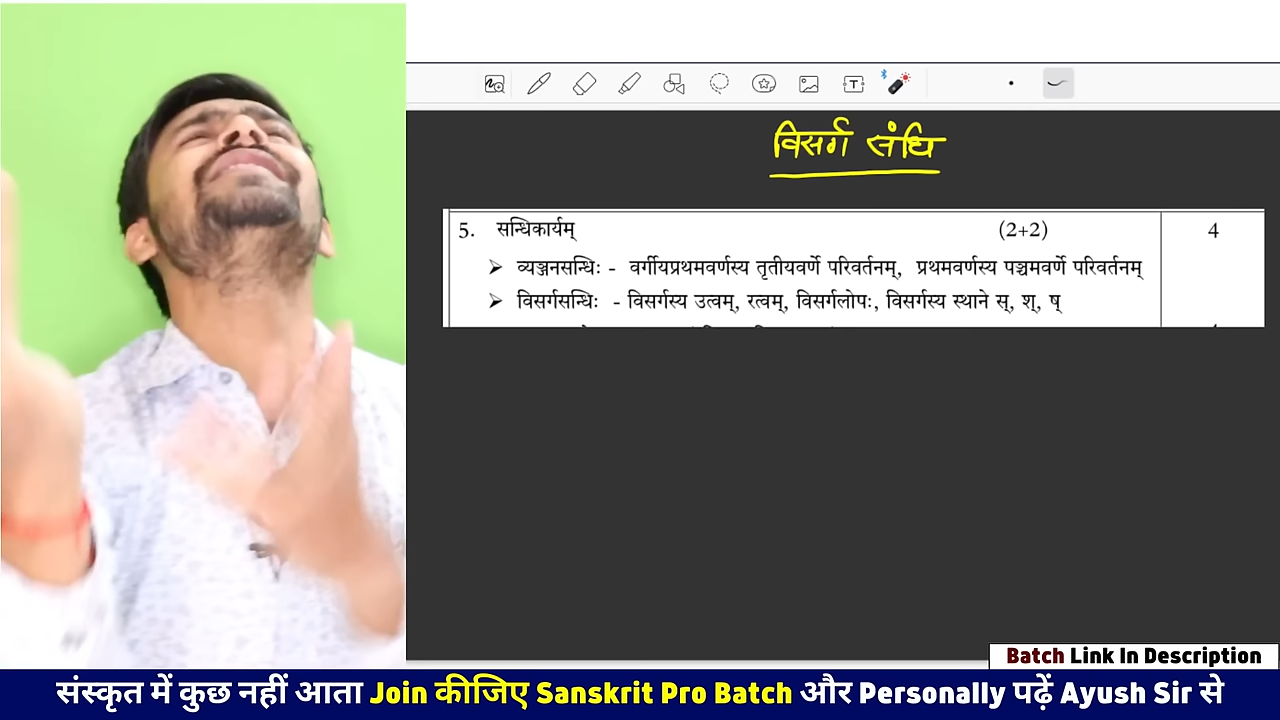 विसर्ग संधि
5. सन्धिकार्यम् (2+2) 4
➢ व्यञ्जनसन्धिः - वर्गीयप्रथमवर्णस्य तृतीयवर्णे परिवर्तनम्, प्रथमवर्णस्य पञ्चमवर्णे परिवर्तनम्
➢ विसर्गसन्धिः - विसर्गस्य उत्वम्, रत्वम्, विसर्गलोपः, विसर्गस्य स्थाने स्, श्, ष्
Batch Link In Description
संस्कृत में कुछ नहीं आता Join कीजिए Sanskrit Pro Batch और Personally पढ़ें Ayush Sir से